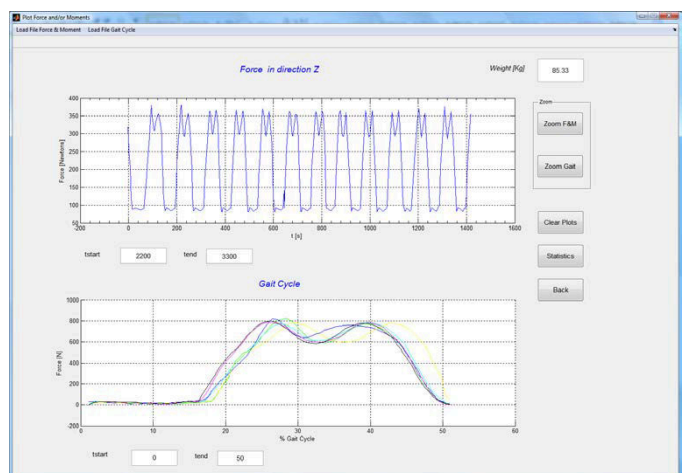 Plot Force and/or Moments
Load File Force & Moment Load File Gait Cycle
Force in direction Z
Weight [Kg]
85.33
400
350
300
250
200
150
100
50
-200 0 200 400 600 800 1000 1200 1400 1600
Force [Newtons]
t [s]
Zoom
Zoom F&M
Zoom Gait
tstart 2200 tend 3300
Clear Plots
Statistics
Back
Gait Cycle
1000
800
600
400
200
0
-200
0 10 20 30 40 50 60
Force [N]
% Gait Cycle
tstart 0 tend 50